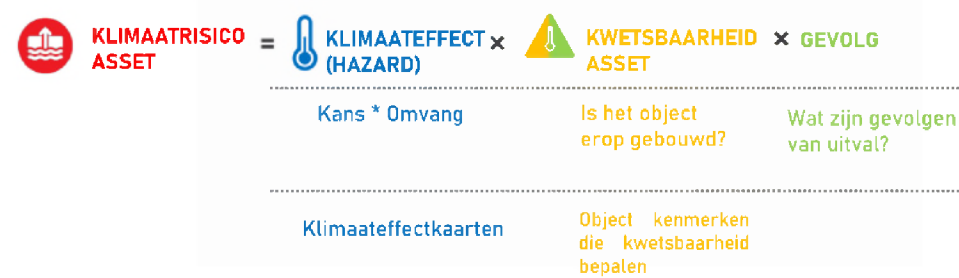 KLIMAATRISICO = KLIMAATEFFECT × KWETSBAARHEID × GEVOLG
ASSET (HAZARD) ASSET
Kans * Omvang Is het object Wat zijn gevolgen
erop gebouwd? van uitval?
Klimaateffectkaarten Object kenmerken
die kwetsbaarheid
bepalen